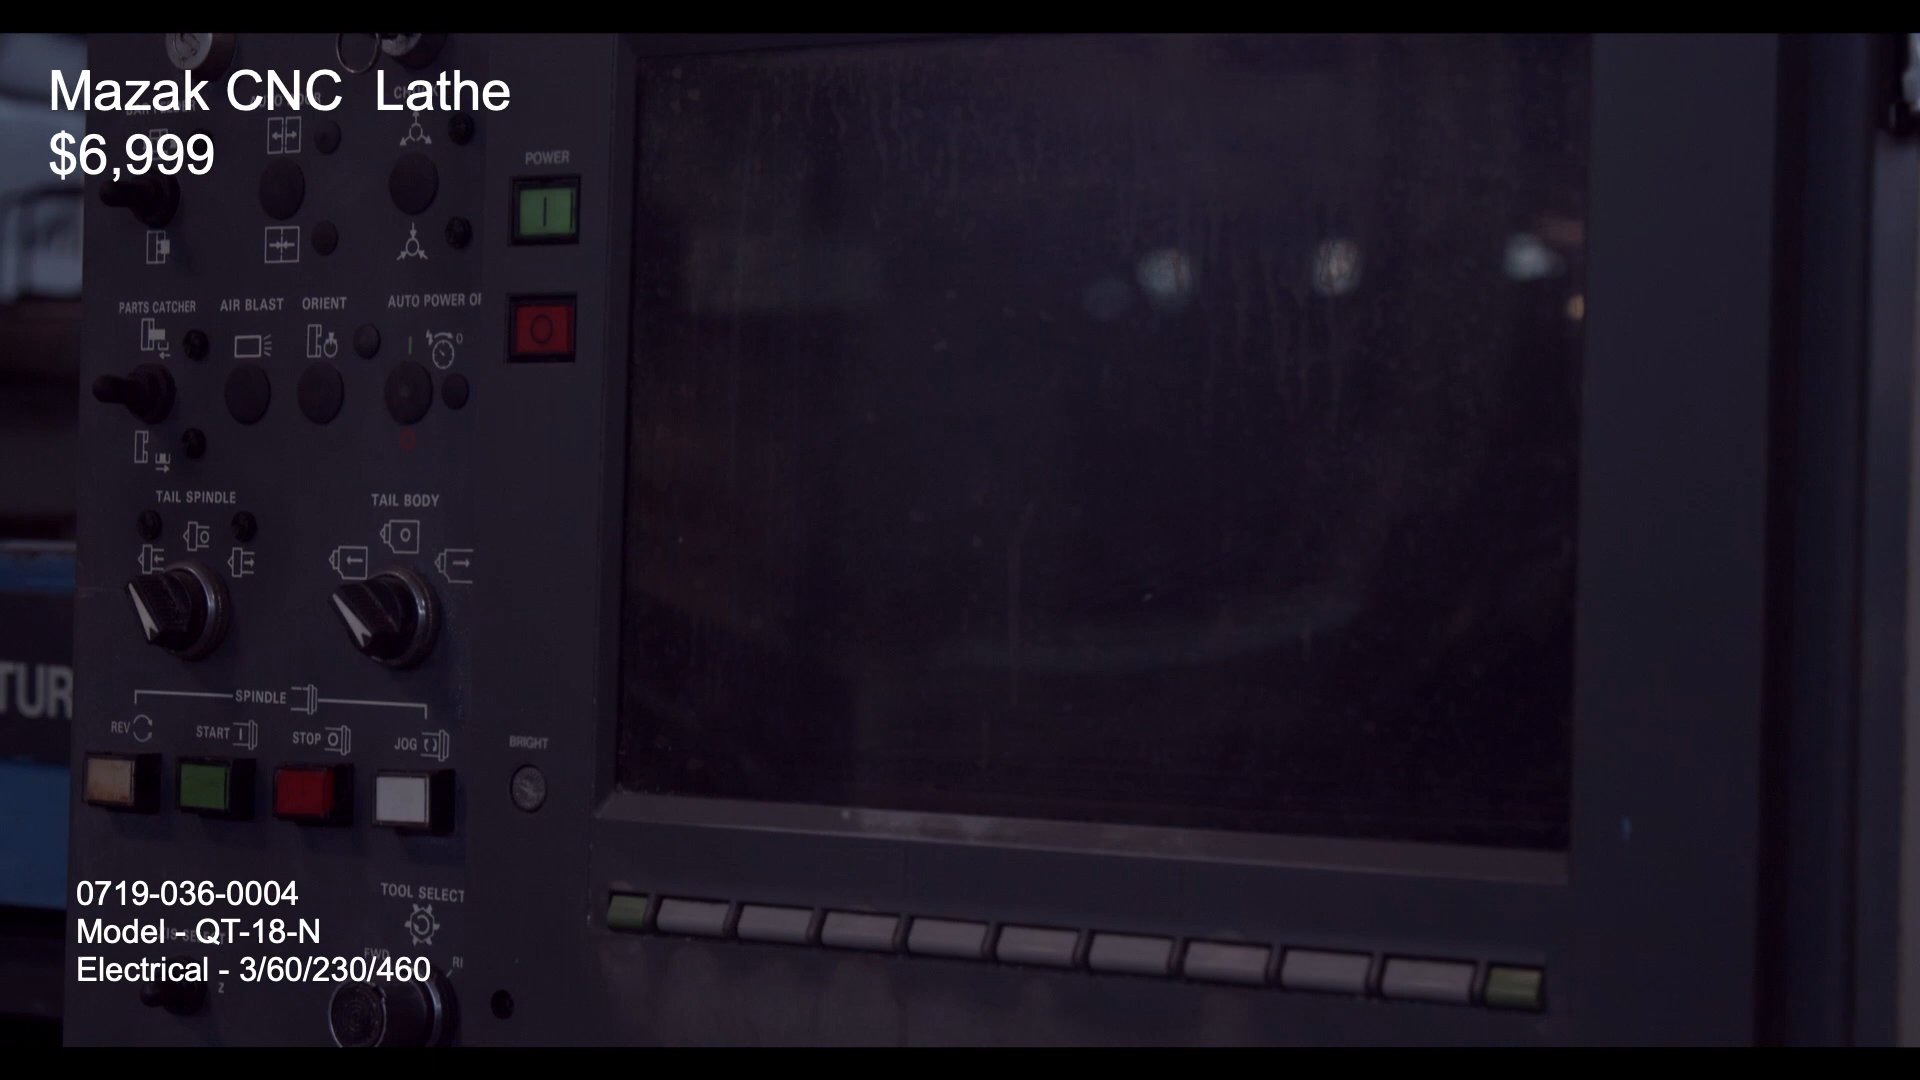 Mazak CNC  Lathe
$6,999
POWER
PARTS CATCHER
AIR BLAST
ORIENT
AUTO POWER OF
TAIL SPINDLE
TAIL BODY
TUR
SPINDLE
REV
START
STOP
JOG
BRIGHT
TOOL SELECT
0719-036-0004
Model - QT-18-N
Electrical - 3/60/230/460
Z